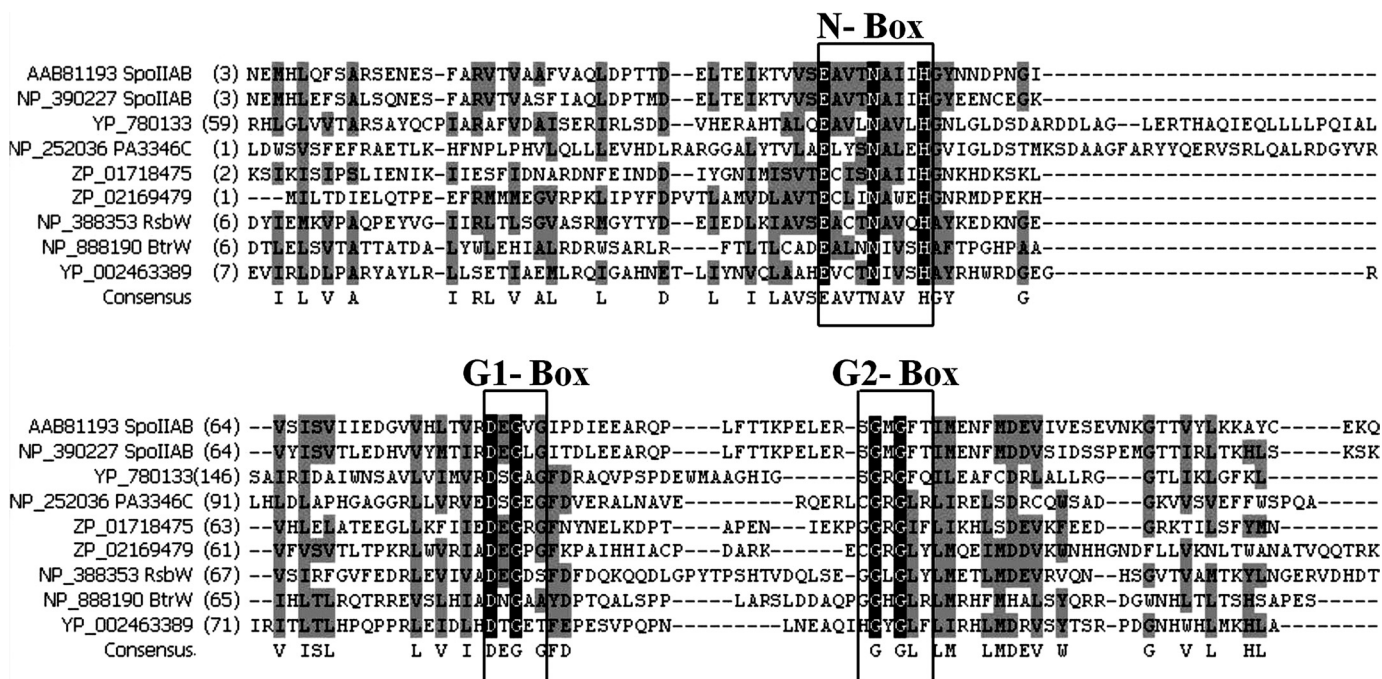 N- Box
AAB81193 SpoIIAB (3) NEMHLQFSARSENES-FARVTVAAFVAQLDPTTD--ELTEIKTVVSEAVTNAIIHGYNNDPNGI---------------------------
NP_390227 SpoIIAB (3) NEMHLEFSALSQNES-FARVTVASFIAQLDPTMD--ELTEIKTVVSEAVTNAIIHGYEENCEGK---------------------------
YP_780133 (59) RHLGLVVTARSAYQCPIARAFVDAISERIRLSDD--VHERAHTALQEAVLNAVLHGNLGLDSDARDDLAG--LERTHAQIEQLLLLPQIAL
NP_252036 PA3346C (1) LDWSVSFEFRAETLK-HFNPLPHVLQLLLEVHDLRARGGALYTVLAELYSNALEHGVIGLDSTMKSDAAGFARYYQERVSRLQALRDGYVR
ZP_01718475 (2) KSIKISIPSLIENIK-IIESFIDNARDNFEINDD-IYGNIMISVTECISNAIIHGNKHDKSKL---------------------------
ZP_02169479 (1) ---MILTDIELQTPE-EFRMMMEGVRPKLIPYFDPVTLAMVDLAVTECLINAWEHGNRMDPEKH---------------------------
NP_388353 RsbW (6) DYIEMKVPAQPEYVG-IIRLTLSGVASRMGYTYD--EIEDLKIAVSEACTNAVQHAYKEDKNGE---------------------------
NP_888190 BtrW (6) DTLELSVTATTATDA-LYWLEHIALRDRWSARLR---FTLTLCADEALNNIVSHAFTPGHPAA---------------------------
YP_002463389 (7) EVIRLDLPARYAYLR-LLSETIAEMLRQIGAHNET-LIYNVQLAAHEVCTNIVSHAYRHWRDGEG--------------------------R
Consensus I L V A I RL V AL L D L I LAVSEAVTNAV HGY G
G1- Box G2- Box
AAB81193 SpoIIAB (64) --VSISVIIEDGVVHLTVRDEGVGIPDIEEARQP-----LFTTKPELER-SGMGFTIMENFMDEVIVESEVNKGTTVYLKKAYC-----EKQ
NP_390227 SpoIIAB (64) --VYISVTLEDHVVYMTIRDEGLGITDLEEARQP-----LFTTKPELER-SGMGFTIMENFMDDVSIDSSPEMGTTIRLTKHLS-----KSK
YP_780133(146) SAIRIDAIWNSAVLVIMVRDSGAGFDRAQVPSPDEWMAAGHIG------SGRGFQILEAFCDRLALLRG---GTLIKLGFKL-----
NP_252036 PA3346C (91) LHLDLAPHGAGGRLLVRVEDSGEGFDVERALNAVE--------RQERLCGRGLRLIRELSDRCQWSAD---GKVVSVEFFWSPQA---
ZP_01718475 (63) --VHLELATEEGLLKFIIEDEGRGFNYNELKDPT----APEN--IEKPGGRGIFLIKHLSDEVKFEED---GRKTILSFYMN------
ZP_02169479 (61) --VFVSVTLTPKRLWVRIADEGPGFKPAIHHIACP----DARK------ECGRGLYLMQEIMDDVKWNHHGNDFLLVKNLTWANATVQQTRK
NP_388353 RsbW (67) --VSIRFGVFEDRLEVIVADEGDSFDFDQKQQDLGPYTPSHTVDQLSE-GGLGLYLMETLMDEVRVQN--HSGVTVAMTKYLNGERVDHDT
NP_888190 BtrW (65) --IHLTLRQTRREVSLHIADNGAAYDPTQALSPP----LARSLDDAQPGGHGLRLMRHFMHALSYQRR-DGWNHLTLTSHSAPES-----
YP_002463389 (71) IRITLTLHPQPPRLEIDLHDTGETFEPESVPQPN-------LNEAQIHGYGLFLIRHLMDRVSYTSR-PDGNHWHLMKHLA------
Consensus. V ISL L V I DEG GFD G GL LM LMDEV W G V L HL